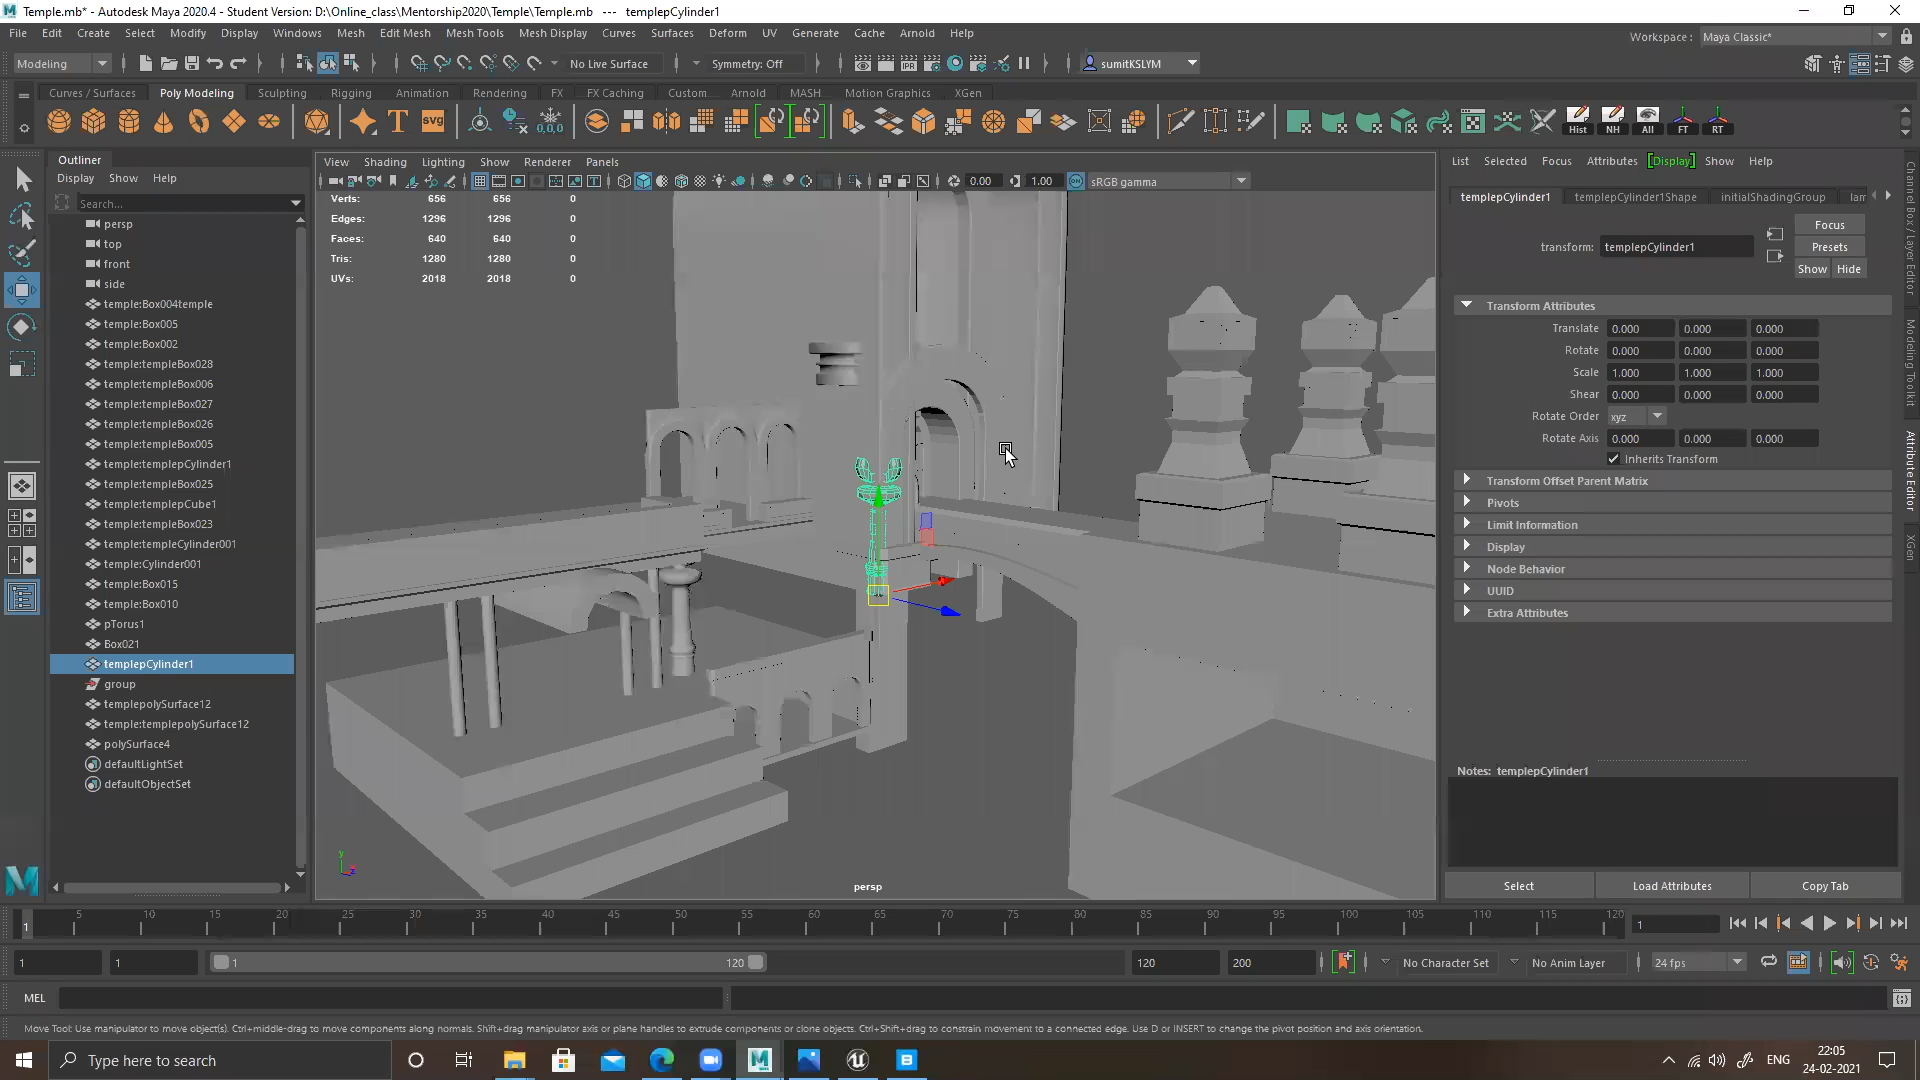 Temple.mb* - Autodesk Maya 2020.4 - Student Version: D:\Online_class\Mentorship2020\Temple\Temple.mb --- templepCylinder1
File Edit Create Select Modify Display Windows Mesh Edit Mesh Mesh Tools Mesh Display Curves Surfaces Deform UV Generate Cache Arnold Help
Workspace : Maya Classic*
Modeling No Live Surface Symmetry: Off sumitKSLYM
Curves / Surfaces Poly Modeling Sculpting Rigging Animation Rendering FX FX Caching Custom Arnold MASH Motion Graphics XGen
T SVG 0,0,0 Hist NH All FT RT
Outliner
Display Show Help
Search...
persp
top
front
side
temple:Box004temple
temple:Box005
temple:Box002
temple:templeBox028
temple:templeBox006
temple:templeBox027
temple:templeBox026
temple:templeBox005
temple:templepCylinder1
temple:templeBox025
temple:templepCube1
temple:templeBox023
temple:templeCylinder001
temple:Cylinder001
temple:Box015
temple:Box010
pTorus1
Box021
templepCylinder1
group
templepolySurface12
temple:templepolySurface12
polySurface4
defaultLightSet
defaultObjectSet
View Shading Lighting Show Renderer Panels
0.00 1.00 sRGB gamma
Verts: 656 656 0
Edges: 1296 1296 0
Faces: 640 640 0
Tris: 1280 1280 0
UVs: 2018 2018 0
y
z
persp
List Selected Focus Attributes [Display] Show Help
templepCylinder1 templepCylinder1Shape initialShadingGroup lam
transform: templepCylinder1
Focus
Presets
Show Hide
Transform Attributes
Translate 0.000 0.000 0.000
Rotate 0.000 0.000 0.000
Scale 1.000 1.000 1.000
Shear 0.000 0.000 0.000
Rotate Order xyz
Rotate Axis 0.000 0.000 0.000
Inherits Transform
Transform Offset Parent Matrix
Pivots
Limit Information
Display
Node Behavior
UUID
Extra Attributes
Notes: templepCylinder1
Select Load Attributes Copy Tab
Channel Box / Layer Editor
Modeling Toolkit
Attribute Editor
XGen
1 5 10 15 20 25 30 35 40 45 50 55 60 65 70 75 80 85 90 95 100 105 110 115 120 1
1 1 1 120 120 200 No Character Set No Anim Layer 24 fps
MEL
Move Tool: Use manipulator to move object(s). Ctrl+middle-drag to move components along normals. Shift+drag manipulator axis or plane handles to extrude components or clone objects. Ctrl+Shift+drag to constrain movement to a connected edge. Use D or INSERT to change the pivot position and axis orientation.
Type here to search
ENG
22:05
24-02-2021